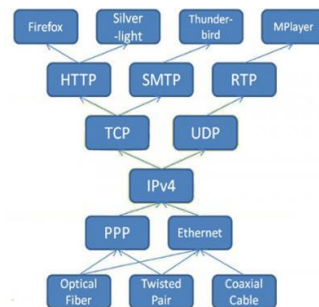 Firefox
Silver
-light
Thunder-
bird
MPlayer
HTTP
SMTP
RTP
TCP
UDP
IPv4
PPP
Ethernet
Optical
Fiber
Twisted
Pair
Coaxial
Cable